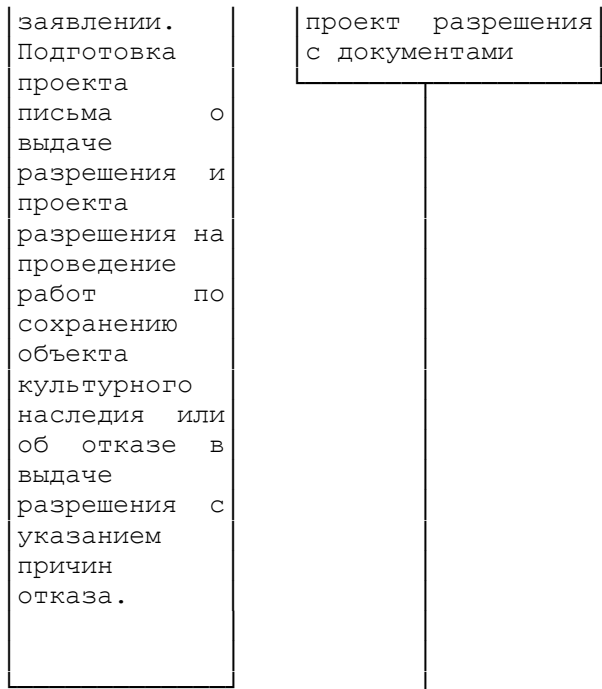 заявлении.
Подготовка
проекта
письма о
выдаче
разрешения и
проекта
разрешения на
проведение
работ по
сохранению
объекта
культурного
наследия или
об отказе в
выдаче
разрешения с
указанием
причин
отказа.
проект разрешения
с документами